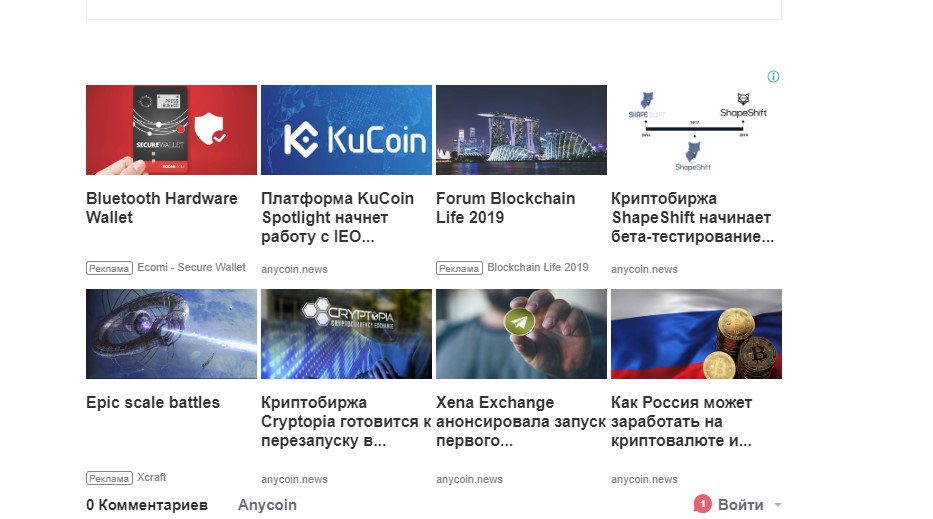 SECUREWALLET
KuCoin
SHAPESHIFT
ShapeShift
ShapeShift
Bluetooth Hardware
Wallet
Платформа KuCoin
Spotlight начнет
работу с IEO...
Forum Blockchain
Life 2019
Криптобиржа
ShapeShift начинает
бета-тестирование...
Реклама Ecomi - Secure Wallet
anycoin.news
Реклама Blockchain Life 2019
anycoin.news
CRYPTOPIA
CRYPTOCURRENCY EXCHANGE
Epic scale battles
Криптобиржа
Cryptopia готовится к
перезапуску в...
Xena Exchange
анонсировала запуск
первого...
Как Россия может
заработать на
криптовалюте и...
Реклама Xcraft
anycoin.news
anycoin.news
anycoin.news
0 Комментариев Anycoin 1 Войти